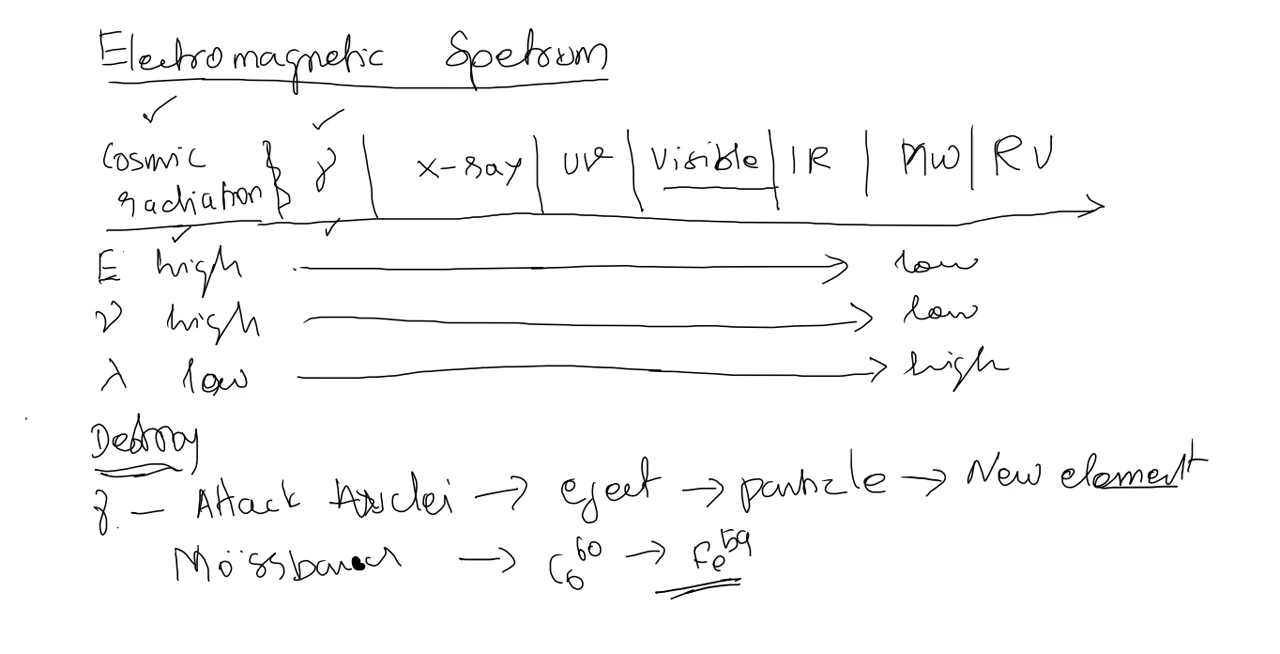 Electromagnetic Spetrum
Cosmic radiation } γ | X-ray | UV | Visible | IR | MW | RV
E high → low
ν high → low
λ low → high
Destroy
γ - Attack Nuclei → eject → particle → New element
Mössbauer → Co⁶⁰ → Fe⁵⁹